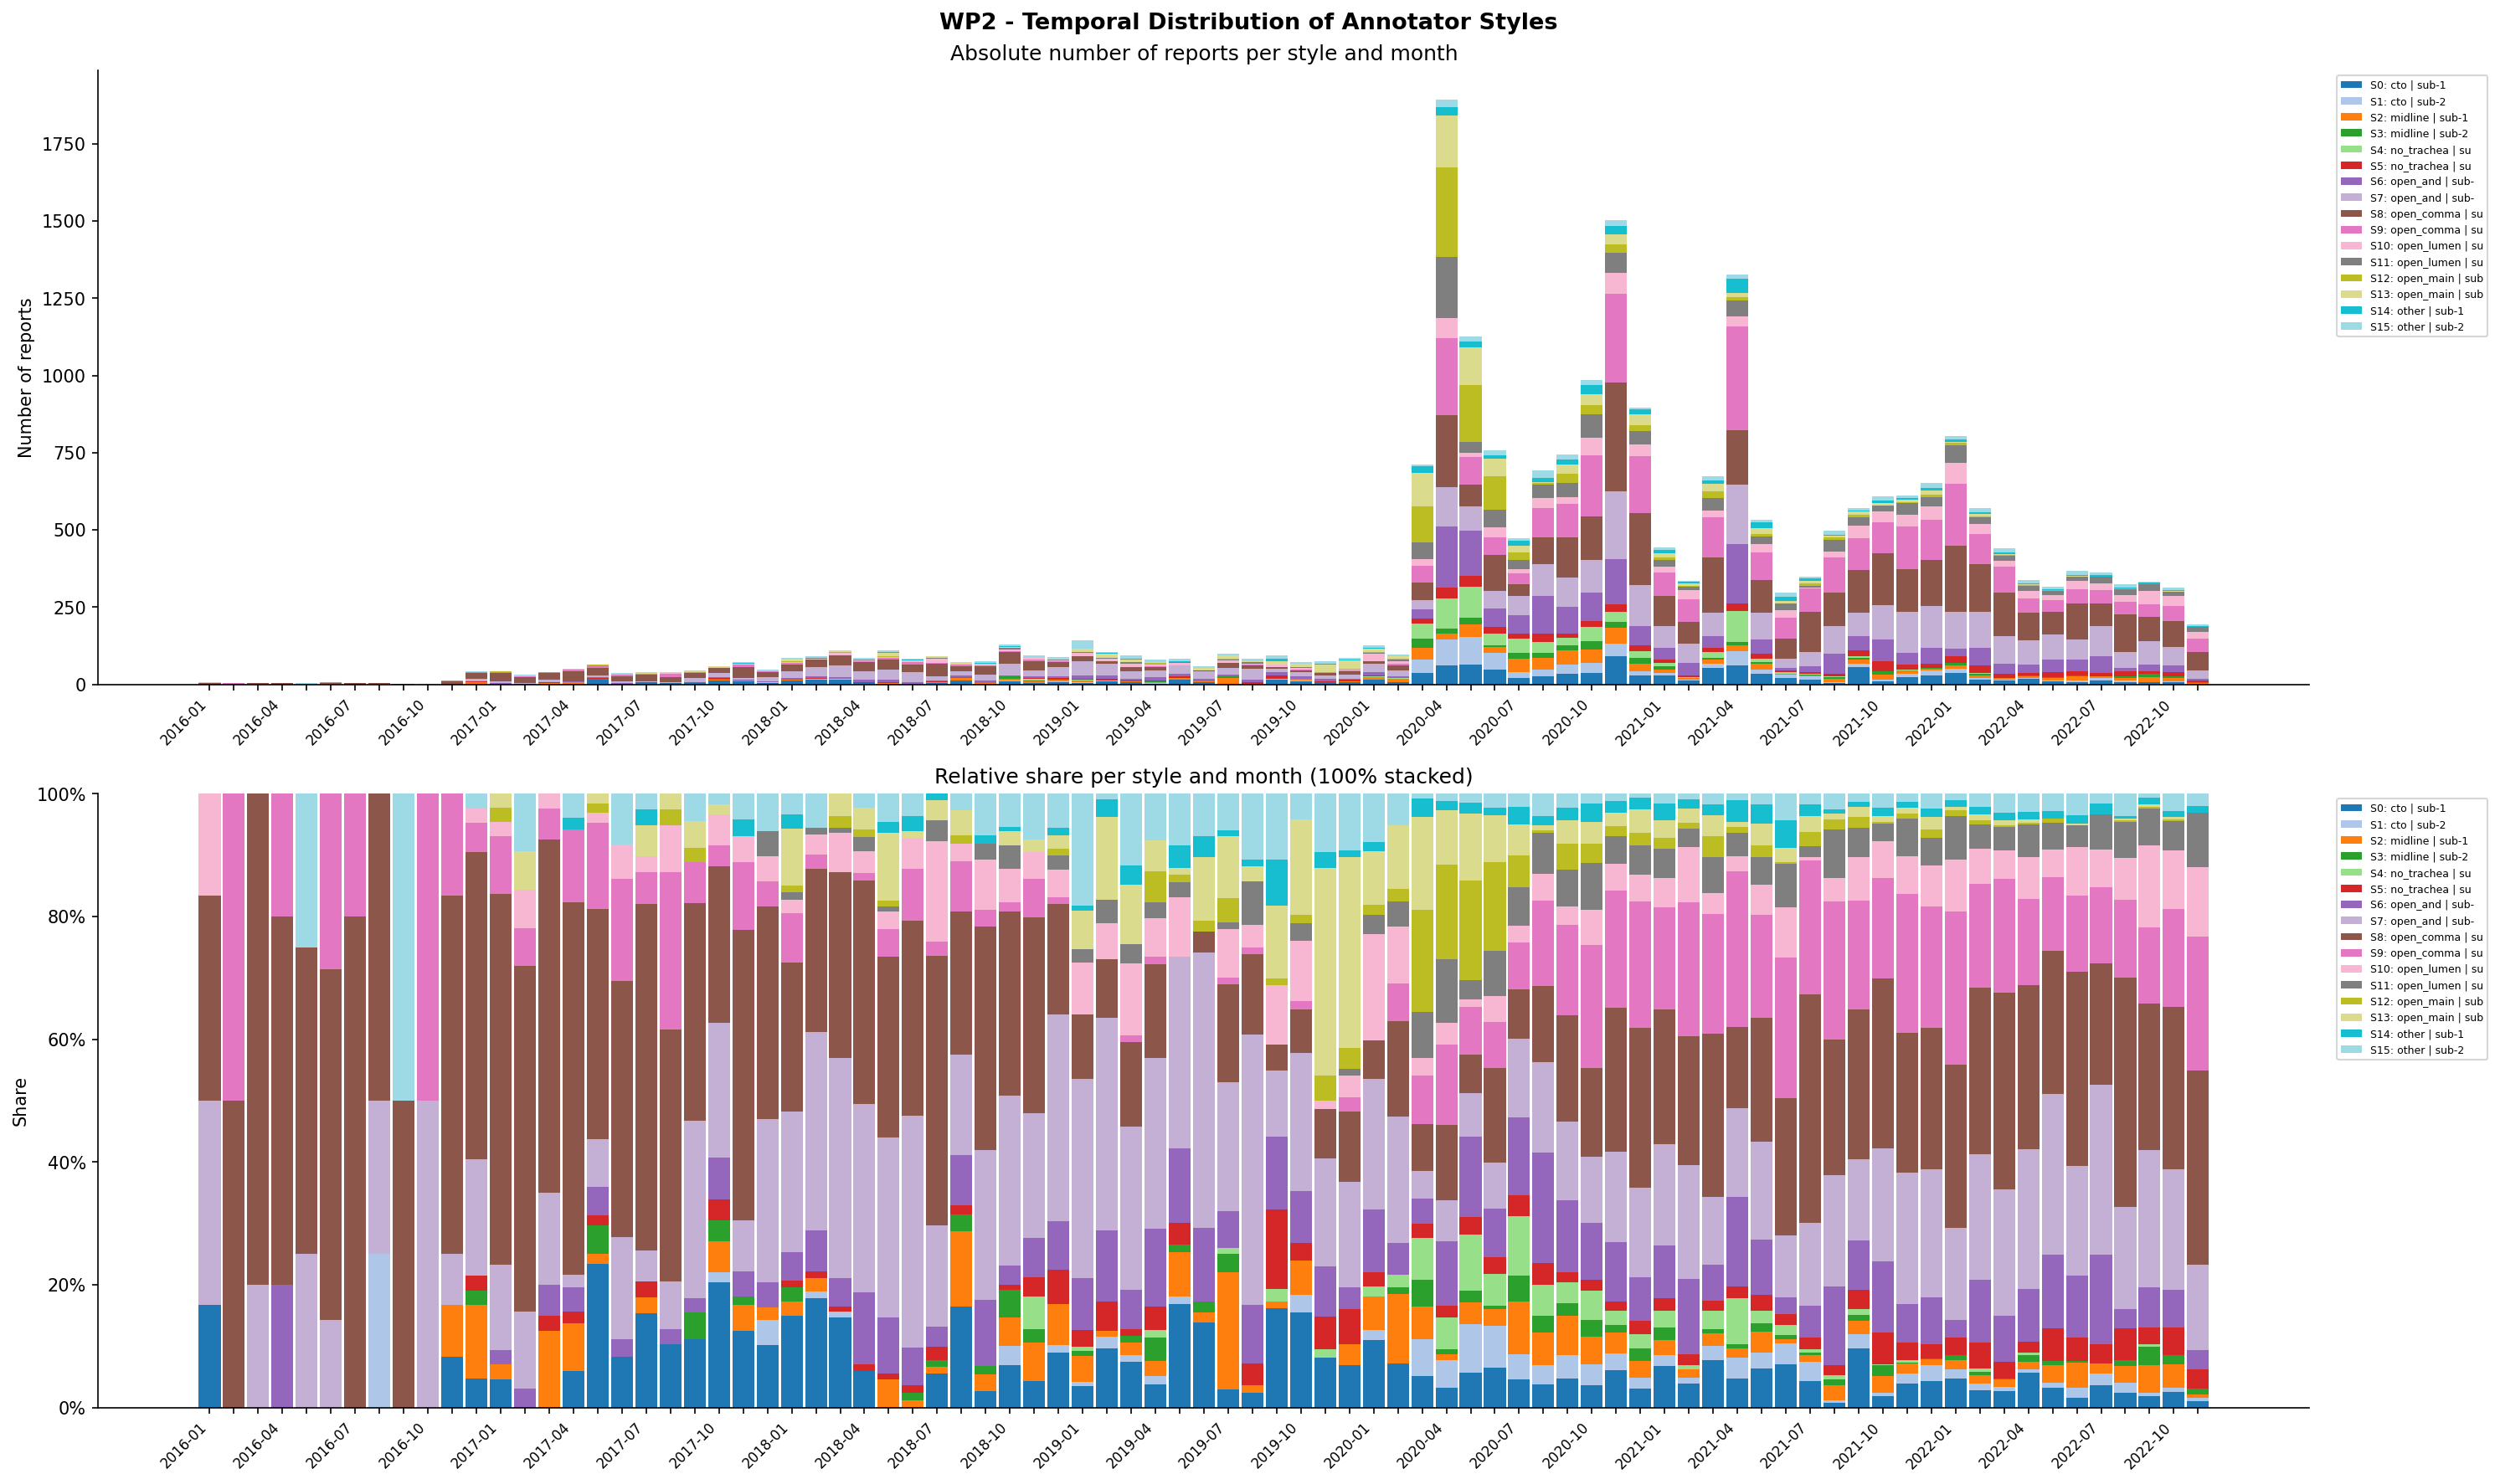 WP2 - Temporal Distribution of Annotator Styles
Absolute number of reports per style and month
Number of reports
1750
1500
1250
1000
750
500
250
0
2016-01
2016-04
2016-07
2016-10
2017-01
2017-04
2017-07
2017-10
2018-01
2018-04
2018-07
2018-10
2019-01
2019-04
2019-07
2019-10
2020-01
2020-04
2020-07
2020-10
2021-01
2021-04
2021-07
2021-10
2022-01
2022-04
2022-07
2022-10
S0: cto | sub-1
S1: cto | sub-2
S2: midline | sub-1
S3: midline | sub-2
S4: no_trachea | su
S5: no_trachea | su
S6: open_and | sub-
S7: open_and | sub-
S8: open_comma | su
S9: open_comma | su
S10: open_lumen | su
S11: open_lumen | su
S12: open_main | sub
S13: open_main | sub
S14: other | sub-1
S15: other | sub-2
Relative share per style and month (100% stacked)
Share
100%
80%
60%
40%
20%
0%
2016-01
2016-04
2016-07
2016-10
2017-01
2017-04
2017-07
2017-10
2018-01
2018-04
2018-07
2018-10
2019-01
2019-04
2019-07
2019-10
2020-01
2020-04
2020-07
2020-10
2021-01
2021-04
2021-07
2021-10
2022-01
2022-04
2022-07
2022-10
S0: cto | sub-1
S1: cto | sub-2
S2: midline | sub-1
S3: midline | sub-2
S4: no_trachea | su
S5: no_trachea | su
S6: open_and | sub-
S7: open_and | sub-
S8: open_comma | su
S9: open_comma | su
S10: open_lumen | su
S11: open_lumen | su
S12: open_main | sub
S13: open_main | sub
S14: other | sub-1
S15: other | sub-2